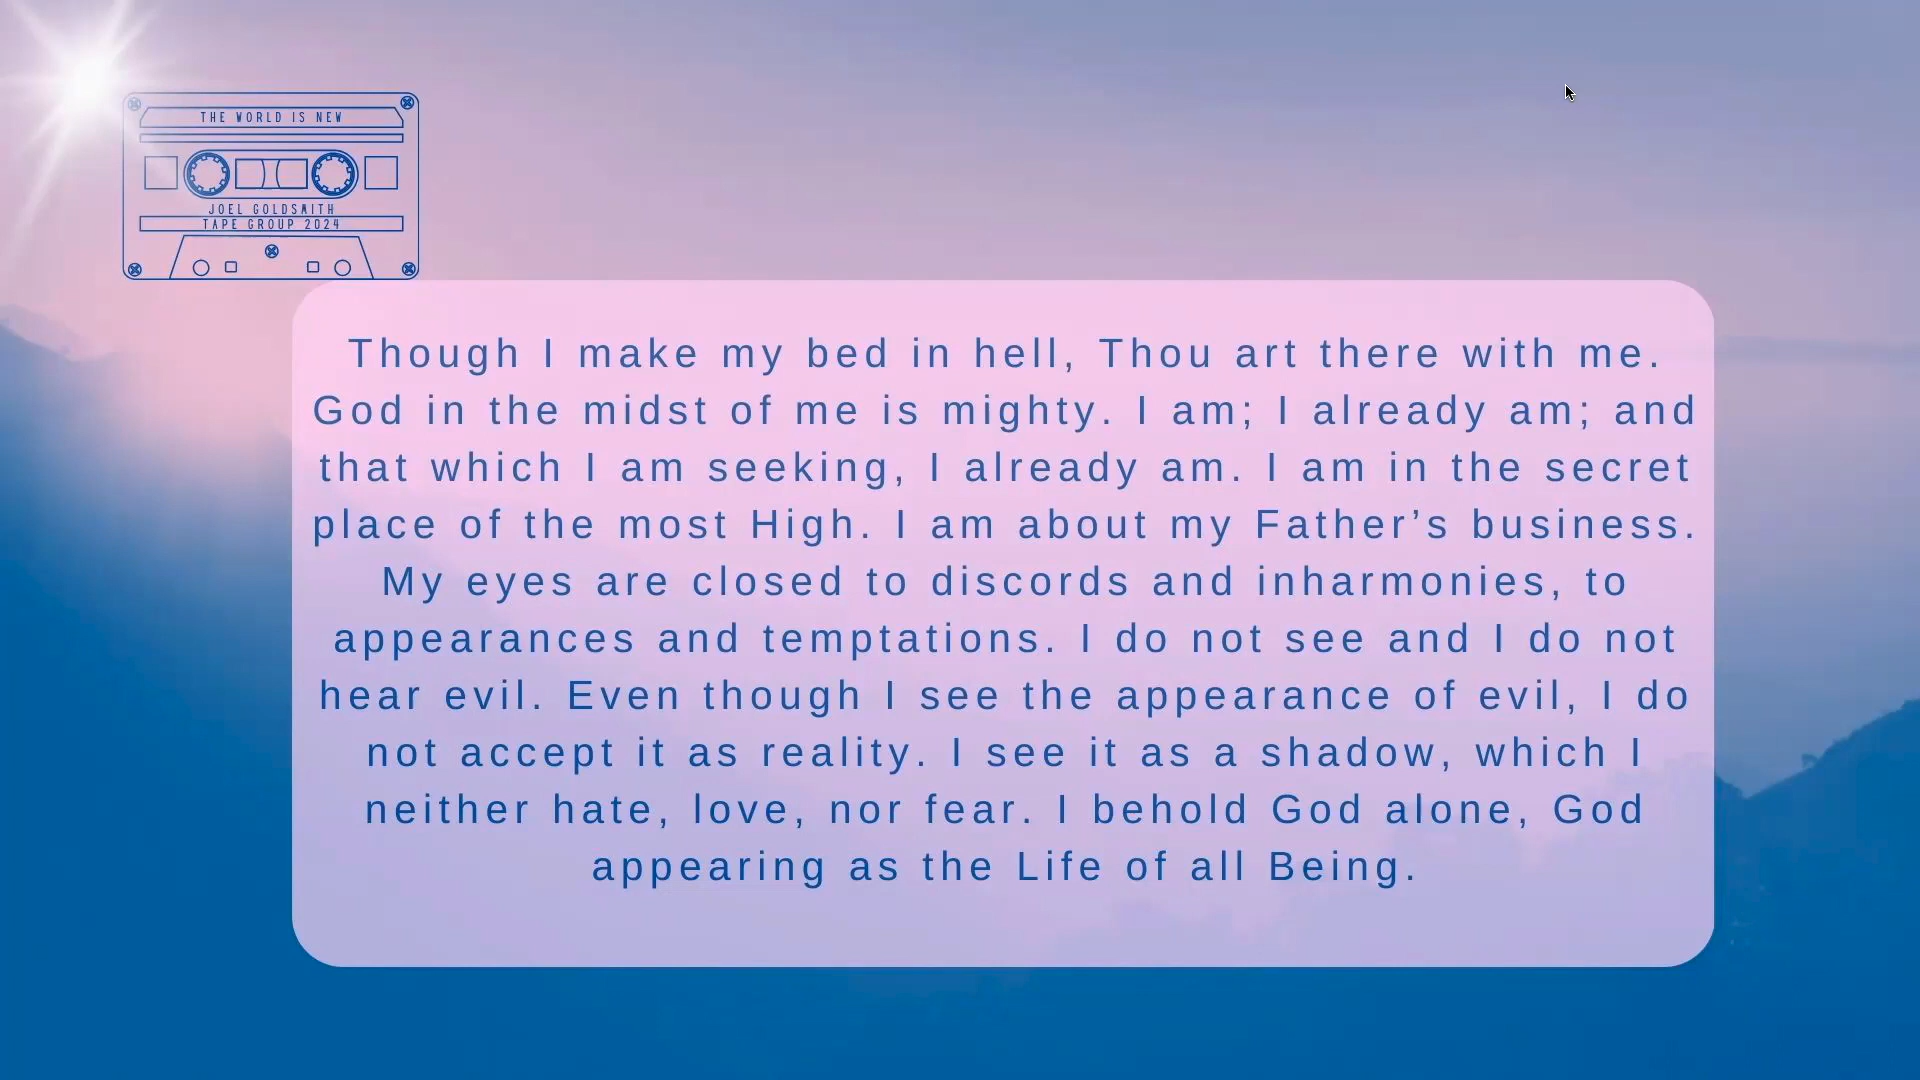 THE WORLD IS NEW
JOEL GOLDSMITH
TAPE GROUP 2024
Though I make my bed in hell, Thou art there with me.
God in the midst of me is mighty. I am; I already am; and
that which I am seeking, I already am. I am in the secret
place of the most High. I am about my Father’s business.
My eyes are closed to discords and inharmonies, to
appearances and temptations. I do not see and I do not
hear evil. Even though I see the appearance of evil, I do
not accept it as reality. I see it as a shadow, which I
neither hate, love, nor fear. I behold God alone, God
appearing as the Life of all Being.